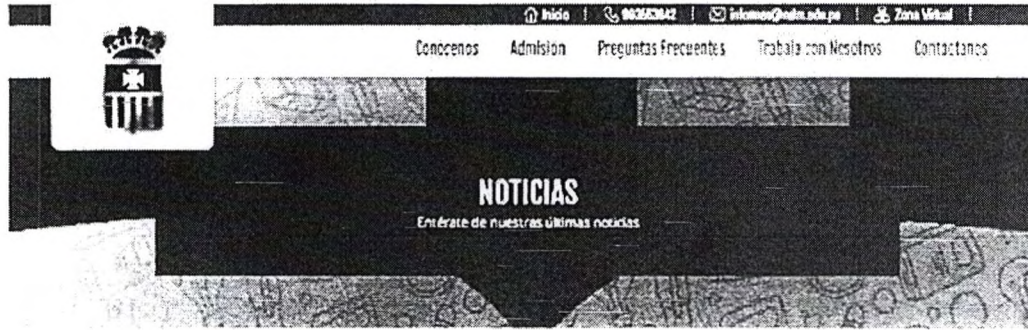 Inicio
Zona Virtual
Conócenos Admisión Preguntas Frecuentes Trabaja con Nosotros Contáctanos
NOTICIAS
Entérate de nuestras últimas noticias